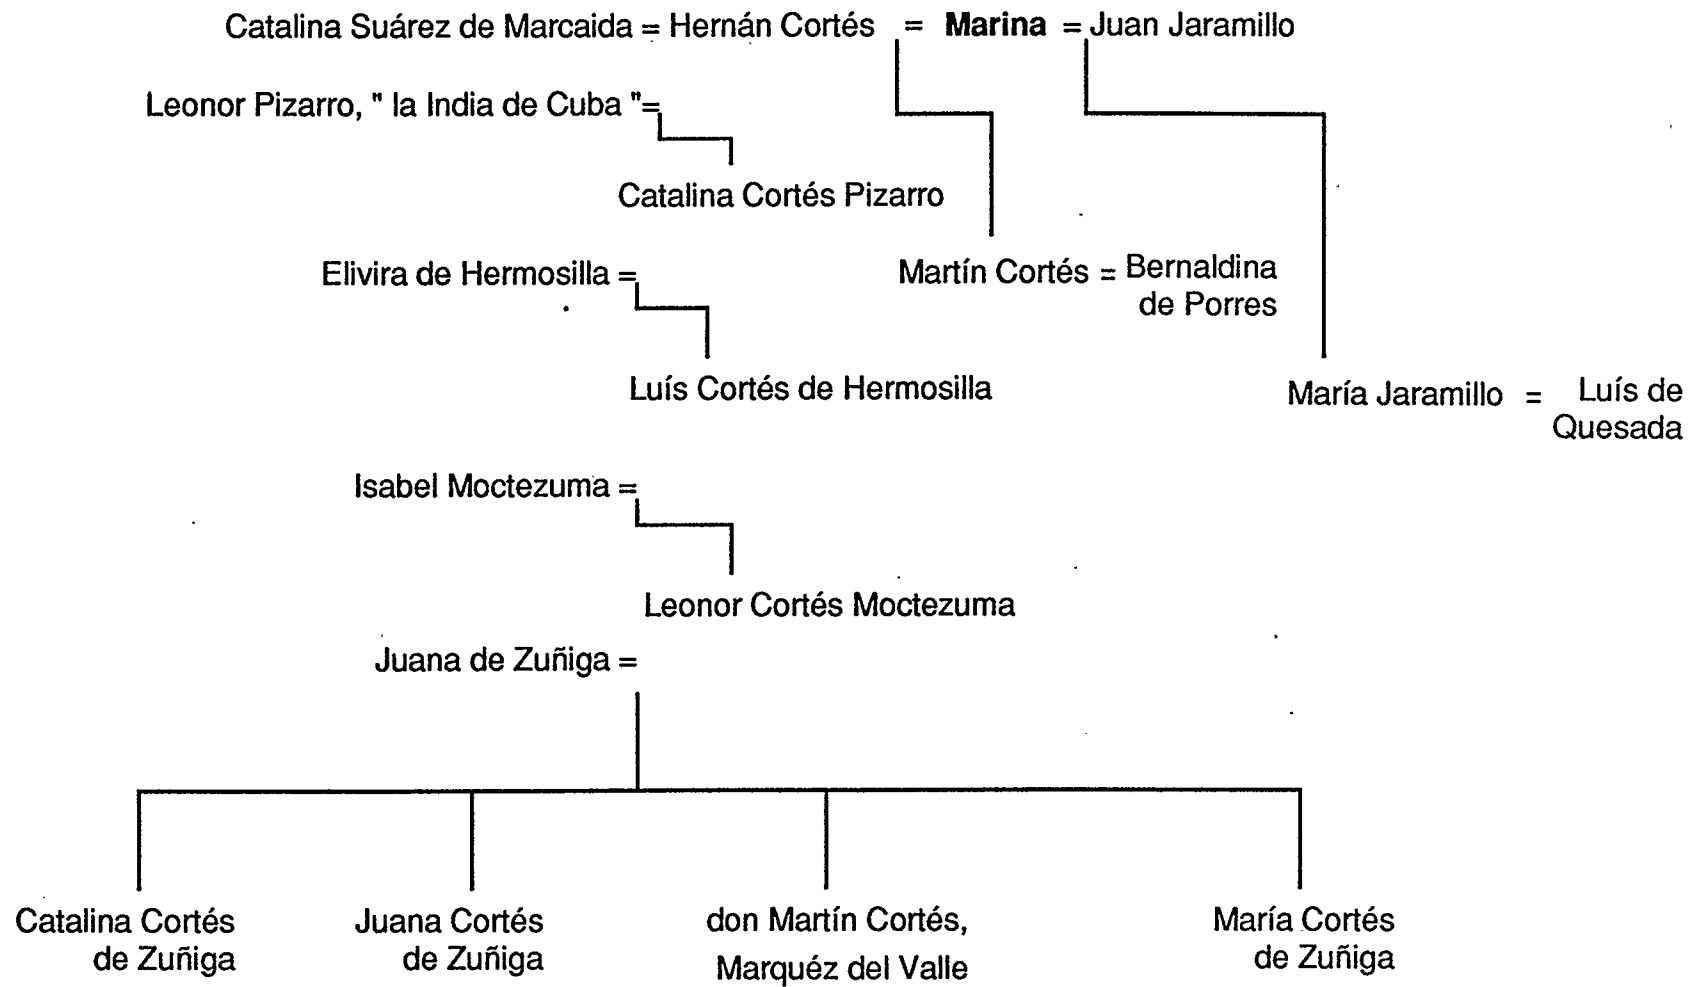 Catalina Suárez de Marcaida = Hernán Cortés = Marina = Juan Jaramillo
Leonor Pizarro, " la India de Cuba "=
Catalina Cortés Pizarro
Elivira de Hermosilla =
Martín Cortés = Bernaldina
de Porres
Luís Cortés de Hermosilla
María Jaramillo = Luís de
Quesada
Isabel Moctezuma =
Leonor Cortés Moctezuma
Juana de Zuñiga =
Catalina Cortés
de Zuñiga
Juana Cortés
de Zuñiga
don Martín Cortés,
Marquéz del Valle
María Cortés
de Zuñiga